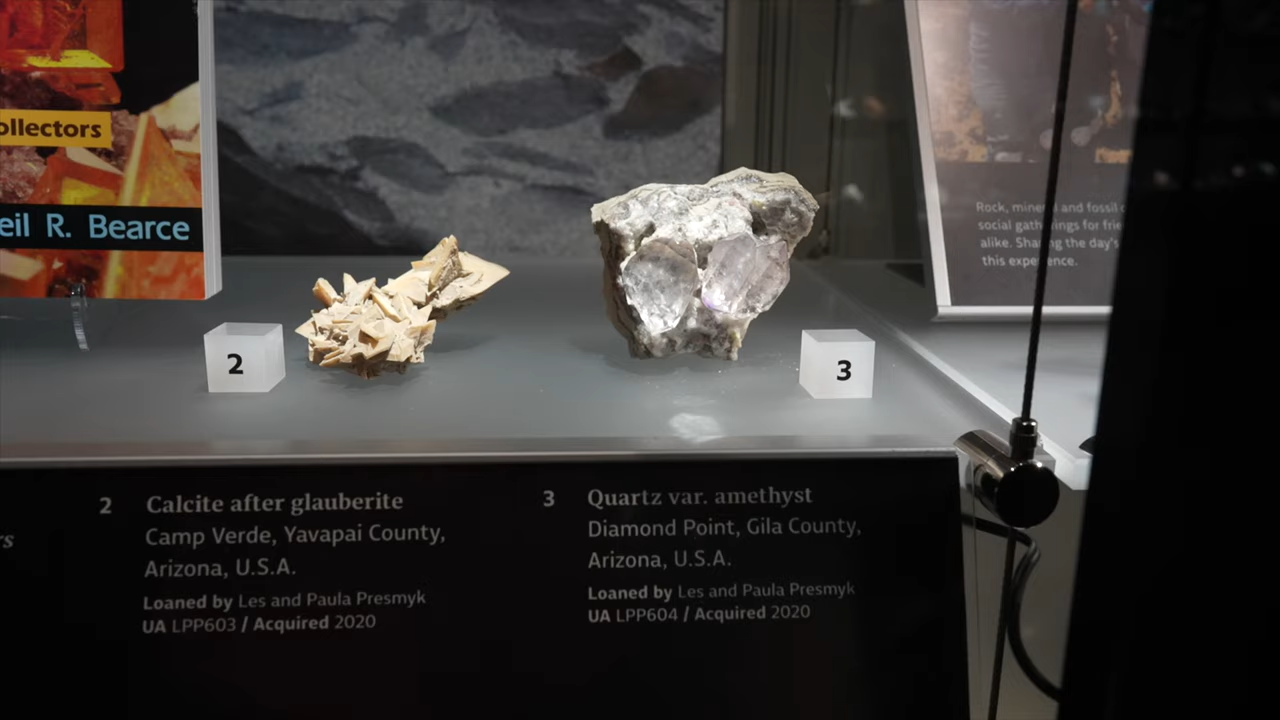 ollectors
eil R. Bearce
Rock, mineral and fossil
social gatherings for frie
alike. Sharing the day's
this experience.
2
3
rs
2 Calcite after glauberite
Camp Verde, Yavapai County,
Arizona, U.S.A.
Loaned by Les and Paula Presmyk
UA LPP603 / Acquired 2020
3 Quartz var. amethyst
Diamond Point, Gila County,
Arizona, U.S.A.
Loaned by Les and Paula Presmyk
UA LPP604 / Acquired 2020